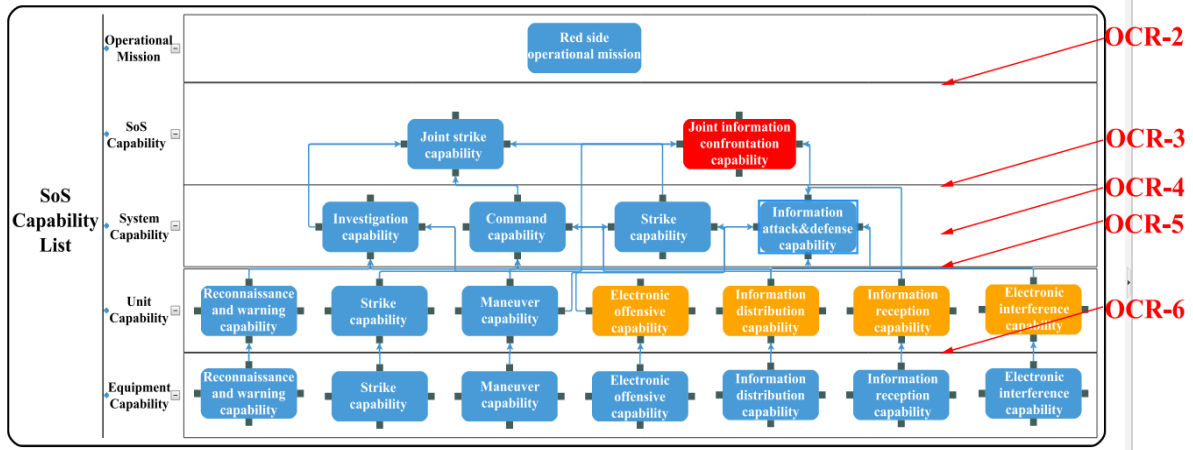 SoS
Capability
List
Operational
Mission
Red side
operational mission
OCR-2
SoS
Capability
Joint strike
capability
Joint information
confrontation
capability
OCR-3
System
Capability
Investigation
capability
Command
capability
Strike
capability
Information
attack&defense
capability
OCR-4
OCR-5
Unit
Capability
Reconnaissance
and warning
capability
Strike
capability
Maneuver
capability
Electronic
offensive
capability
Information
distribution
capability
Information
reception
capability
Electronic
interference
capability
OCR-6
Equipment
Capability
Reconnaissance
and warning
capability
Strike
capability
Maneuver
capability
Electronic
offensive
capability
Information
distribution
capability
Information
reception
capability
Electronic
interference
capability